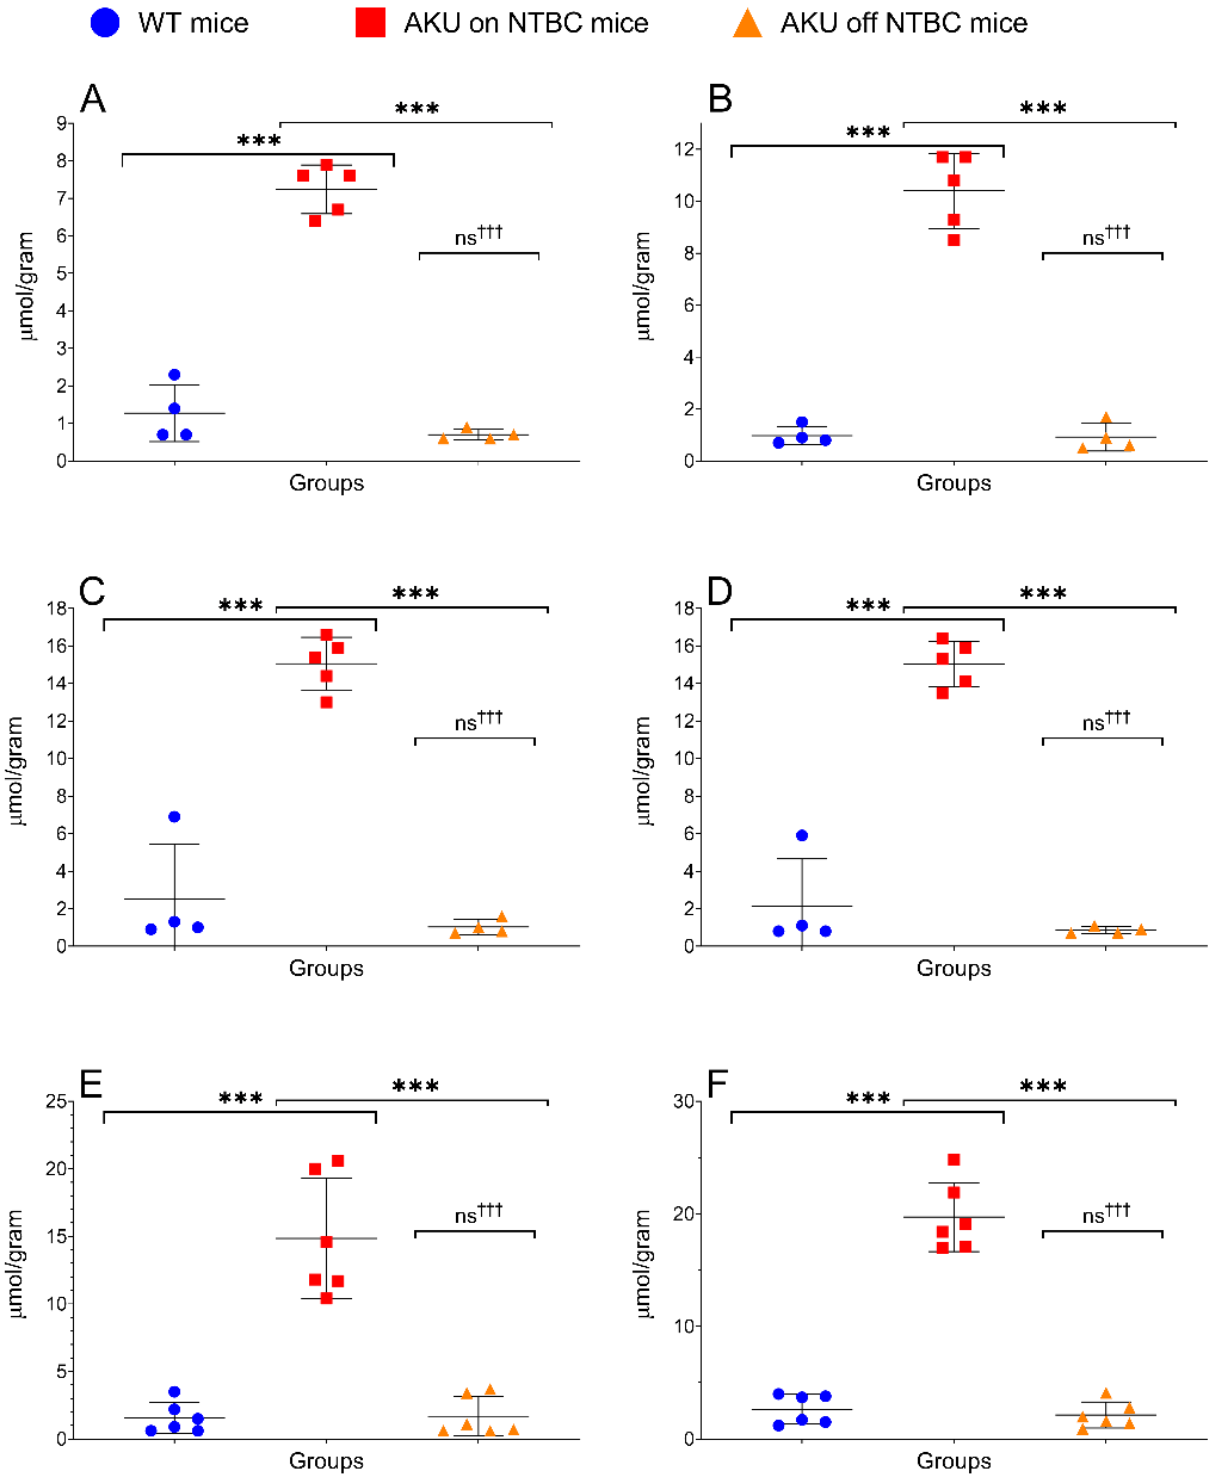 WT mice AKU on NTBC mice AKU off NTBC mice
A
***
***
ns†††
9
8
7
6
5
4
3
2
1
0
µmol/gram
Groups
B
***
***
ns†††
12
10
8
6
4
2
0
µmol/gram
Groups
C
***
***
ns†††
18
16
14
12
10
8
6
4
2
0
µmol/gram
Groups
D
***
***
ns†††
18
16
14
12
10
8
6
4
2
0
µmol/gram
Groups
E
***
***
ns†††
25
20
15
10
5
0
µmol/gram
Groups
F
***
***
ns†††
30
20
10
0
µmol/gram
Groups